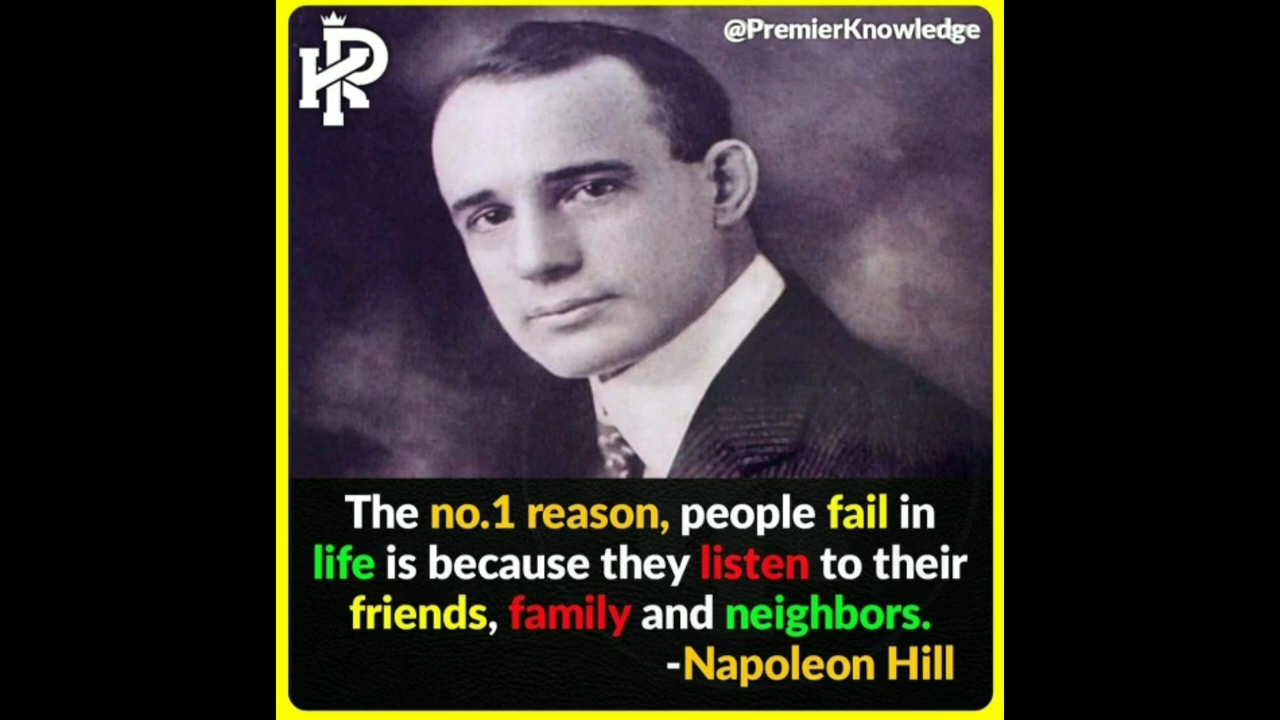 @PremierKnowledge
The no.1 reason, people fail in
life is because they listen to their
friends, family and neighbors.
-Napoleon Hill